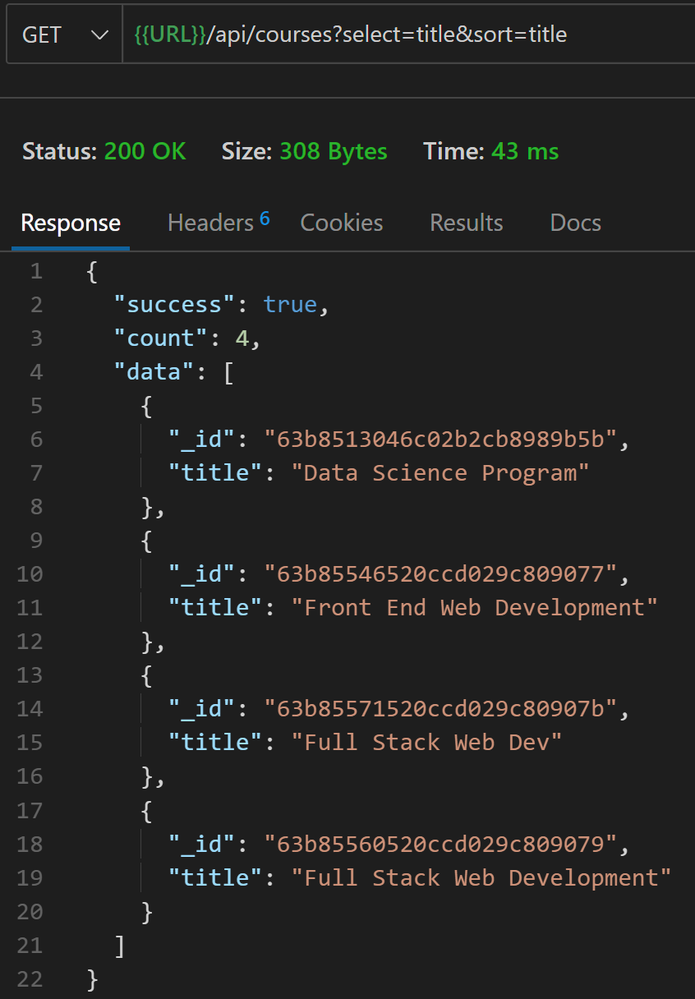 GET {{URL}}/api/courses?select=title&sort=title
Status: 200 OK Size: 308 Bytes Time: 43 ms
Response Headers 6 Cookies Results Docs
1 {
2 "success": true,
3 "count": 4,
4 "data": [
5 {
6 "_id": "63b8513046c02b2cb8989b5b",
7 "title": "Data Science Program"
8 },
9 {
10 "_id": "63b85546520ccd029c809077",
11 "title": "Front End Web Development"
12 },
13 {
14 "_id": "63b85571520ccd029c80907b",
15 "title": "Full Stack Web Dev"
16 },
17 {
18 "_id": "63b85560520ccd029c809079",
19 "title": "Full Stack Web Development"
20 }
21 ]
22 }